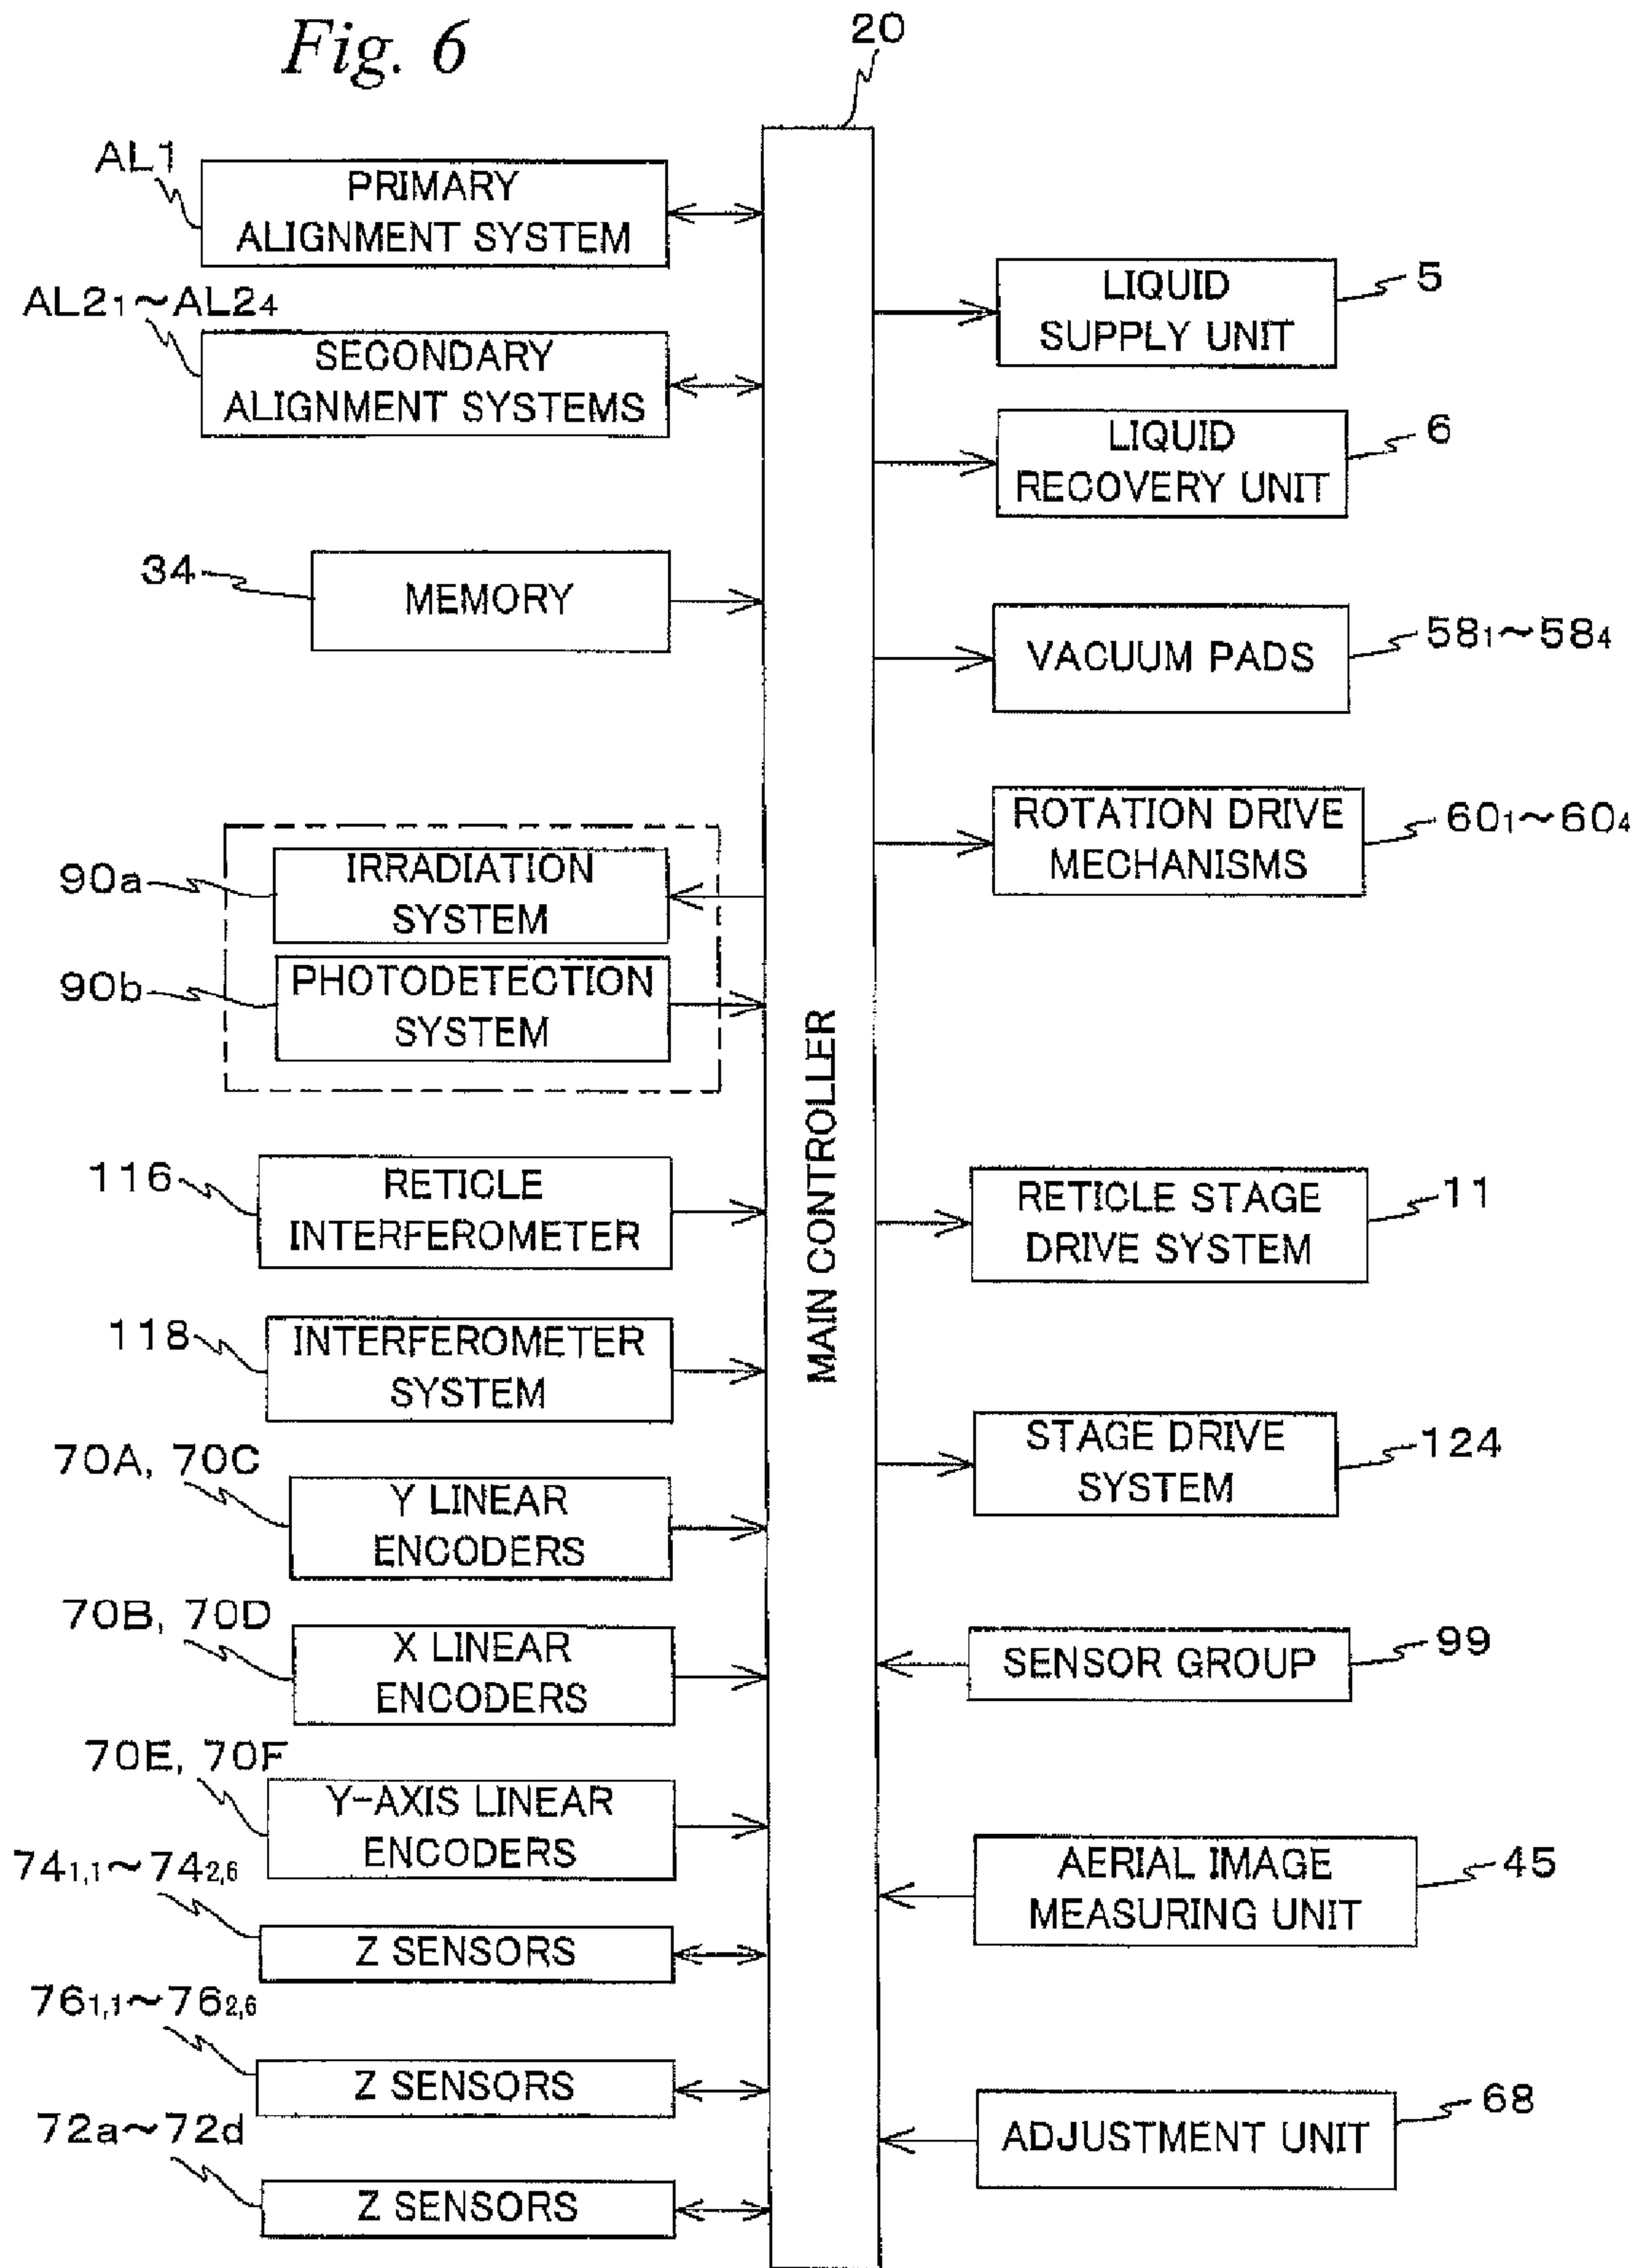 Fig. 6
20
AL1
PRIMARY
ALIGNMENT SYSTEM
AL2₁~AL2₄
SECONDARY
ALIGNMENT SYSTEMS
34
MEMORY
90a
IRRADIATION
SYSTEM
90b
PHOTODETECTION
SYSTEM
116
RETICLE
INTERFEROMETER
118
INTERFEROMETER
SYSTEM
70A, 70C
Y LINEAR
ENCODERS
70B, 70D
X LINEAR
ENCODERS
70E, 70F
Y-AXIS LINEAR
ENCODERS
74₁,₁~74₂,₆
Z SENSORS
76₁,₁~76₂,₆
Z SENSORS
72a~72d
Z SENSORS
MAIN CONTROLLER
LIQUID
SUPPLY UNIT
5
LIQUID
RECOVERY UNIT
6
VACUUM PADS
58₁~58₄
ROTATION DRIVE
MECHANISMS
60₁~60₄
RETICLE STAGE
DRIVE SYSTEM
11
STAGE DRIVE
SYSTEM
124
SENSOR GROUP
99
AERIAL IMAGE
MEASURING UNIT
45
ADJUSTMENT UNIT
68